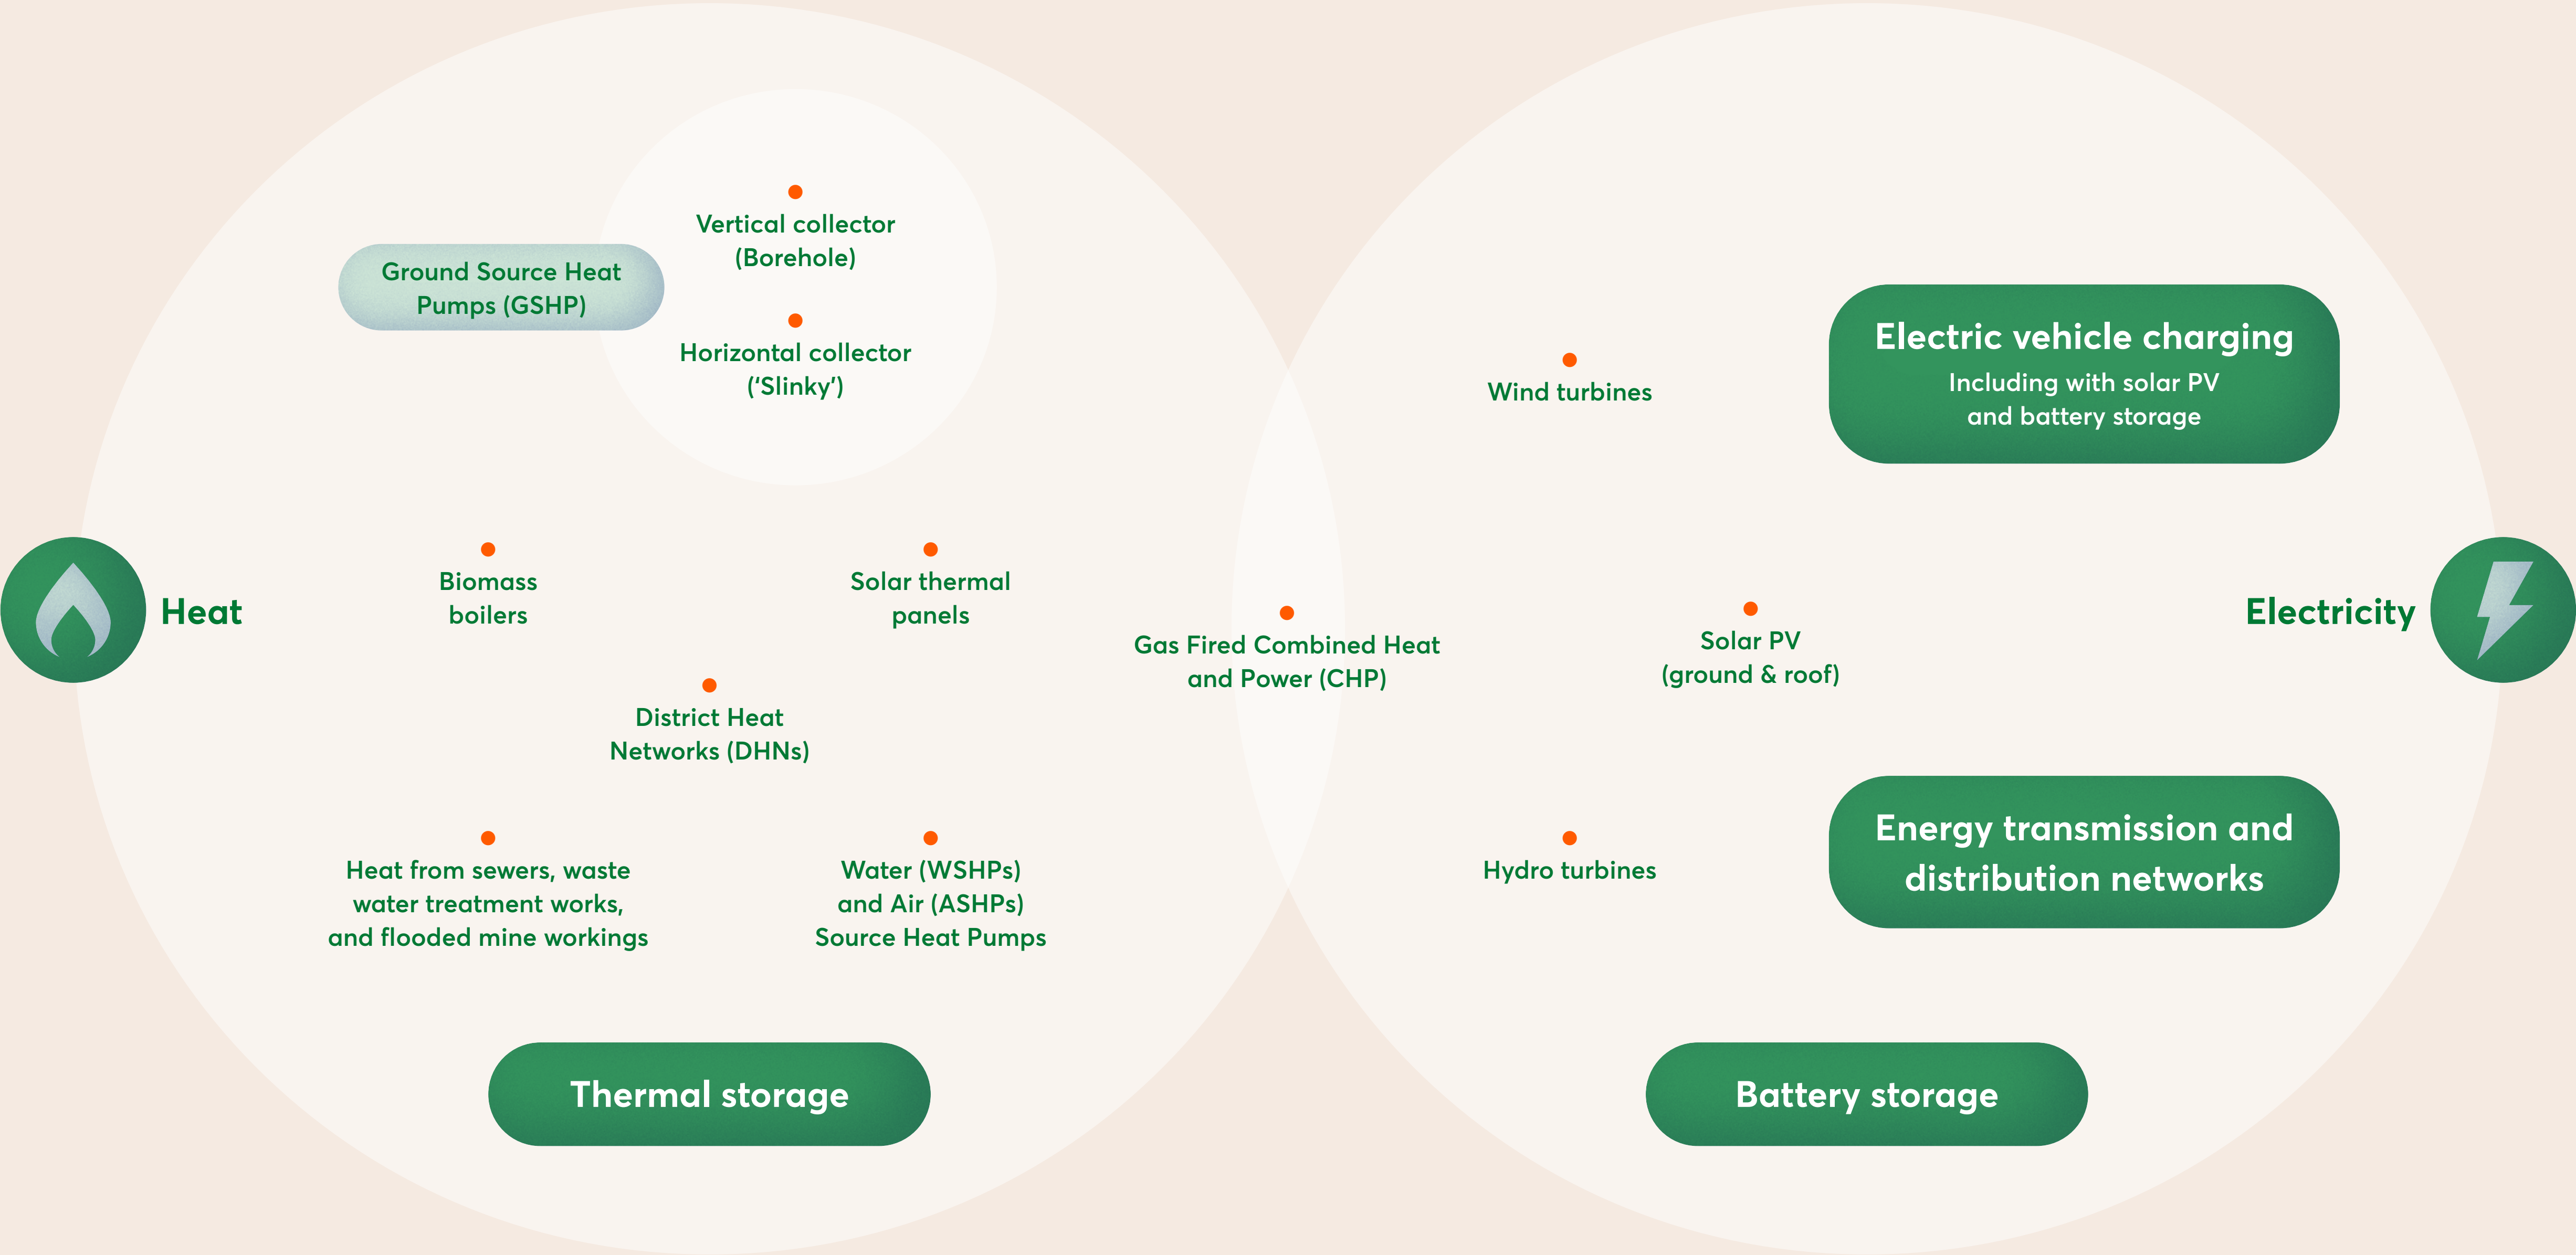 Heat
Ground Source Heat
Pumps (GSHP)
Vertical collector
(Borehole)
Horizontal collector
(‘Slinky’)
Biomass
boilers
Solar thermal
panels
District Heat
Networks (DHNs)
Heat from sewers, waste
water treatment works,
and flooded mine workings
Water (WSHPs)
and Air (ASHPs)
Source Heat Pumps
Thermal storage
Gas Fired Combined Heat
and Power (CHP)
Wind turbines
Electric vehicle charging
Including with solar PV
and battery storage
Solar PV
(ground & roof)
Electricity
Hydro turbines
Energy transmission and
distribution networks
Battery storage